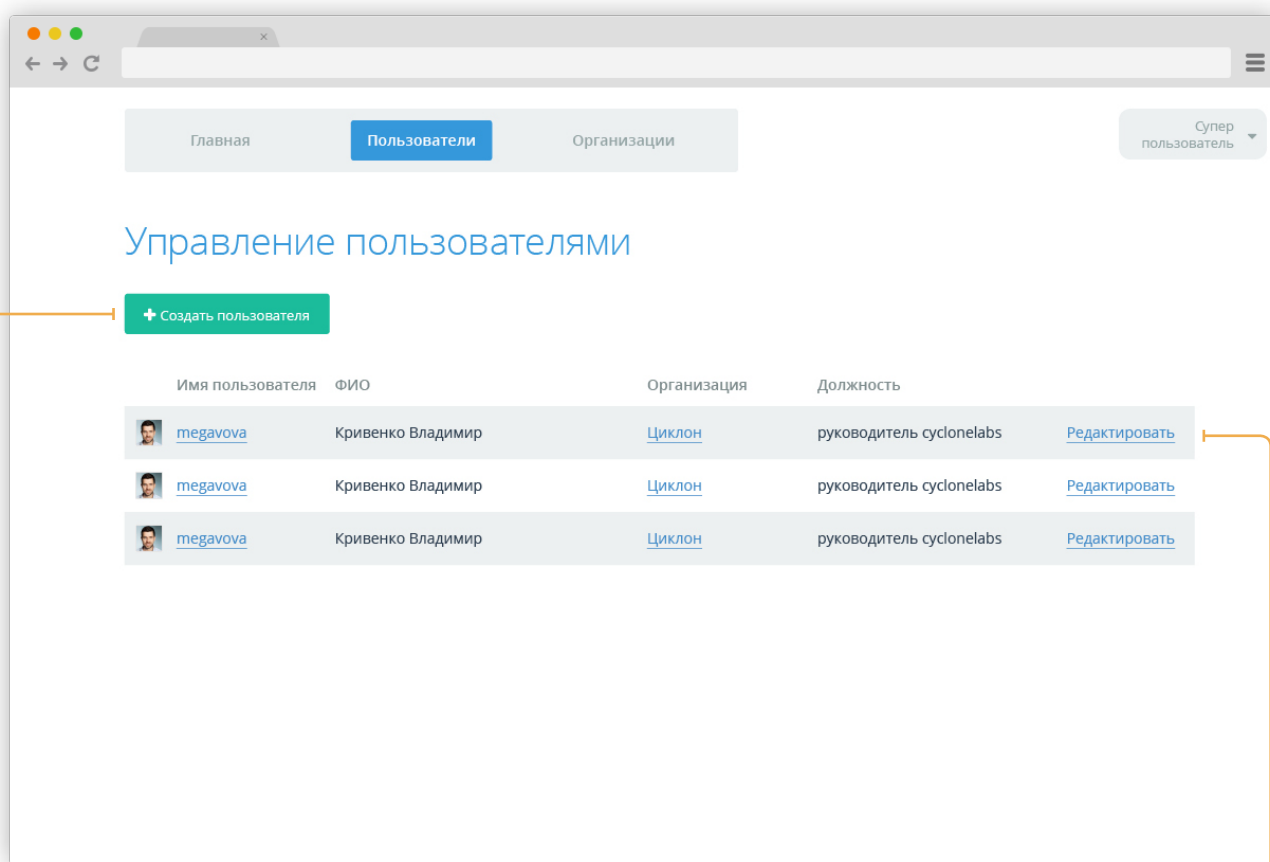 Главная Пользователи Организации
Супер
пользователь
Управление пользователями
Создать пользователя
Имя пользователя ФИО Организация Должность
megavova Кривенко Владимир Циклон руководитель cyclonelabs Редактировать
megavova Кривенко Владимир Циклон руководитель cyclonelabs Редактировать
megavova Кривенко Владимир Циклон руководитель cyclonelabs Редактировать